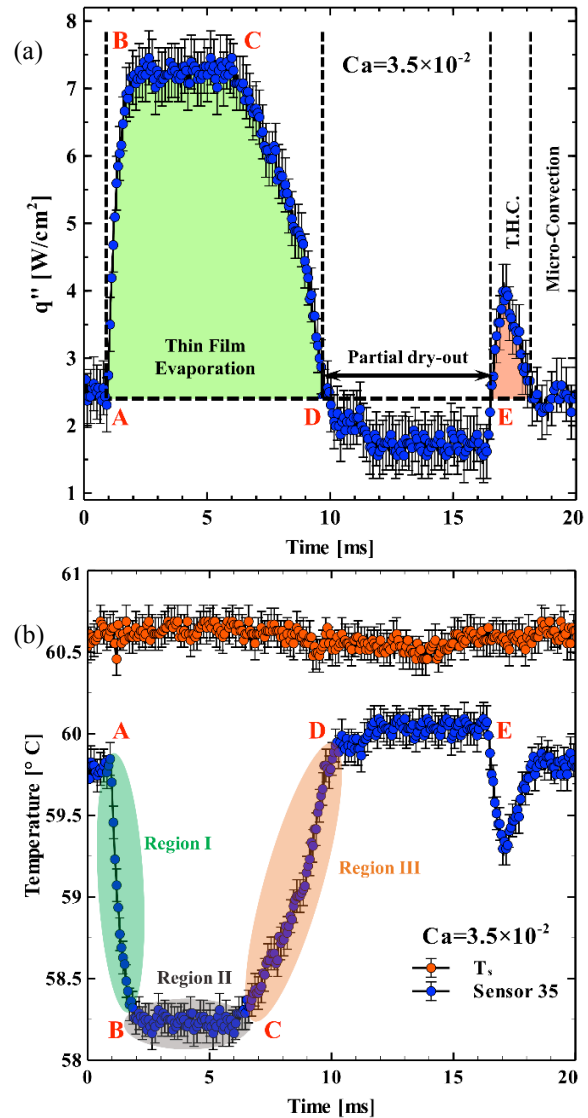 (a)
8
7
6
5
4
3
2
1
q'' [W/cm²]
B
C
Ca=3.5×10⁻²
Thin Film
Evaporation
Partial dry-out
T.H.C.
Micro-Convection
A
D
E
0
5
10
15
20
Time [ms]
(b)
61
60.5
60
59.5
59
58.5
58
Temperature [° C]
A
D
E
Region I
Region III
Region II
B
C
Ca=3.5×10⁻²
Tₛ
Sensor 35
0
5
10
15
20
Time [ms]